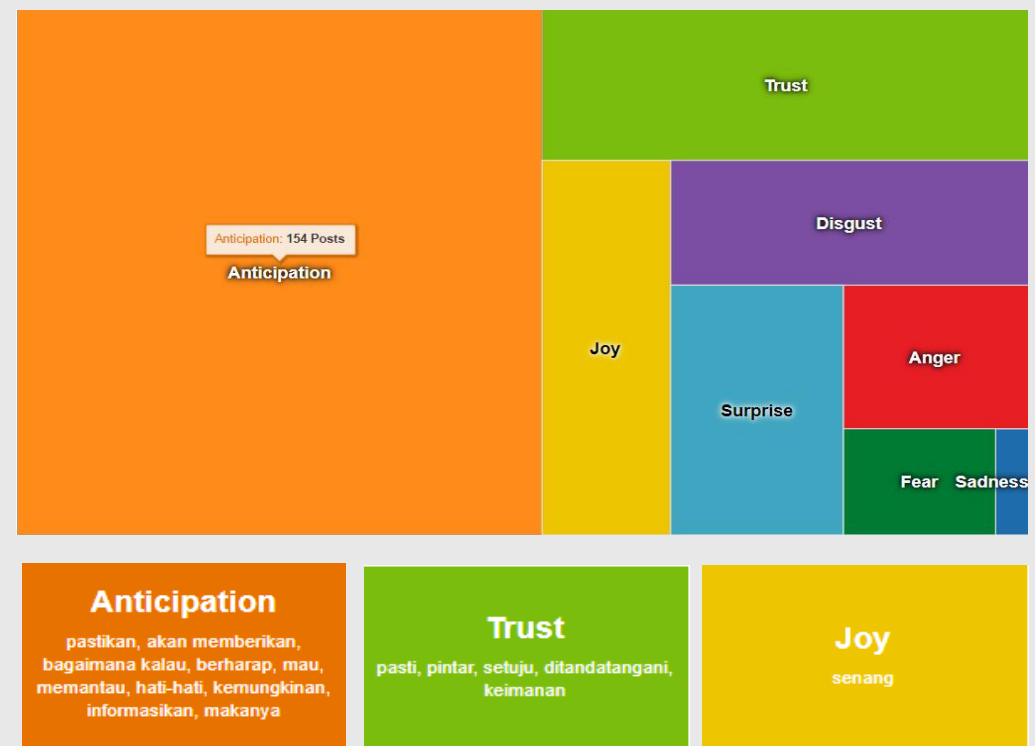 Trust
Disgust
Anticipation: 154 Posts
Anticipation
Joy
Anger
Surprise
Fear
Sadness
Anticipation
pastikan, akan memberikan,
bagaimana kalau, berharap, mau,
memantau, hati-hati, kemungkinan,
informasikan, makanya
Trust
pasti, pintar, setuju, ditandatangani,
keimanan
Joy
senang